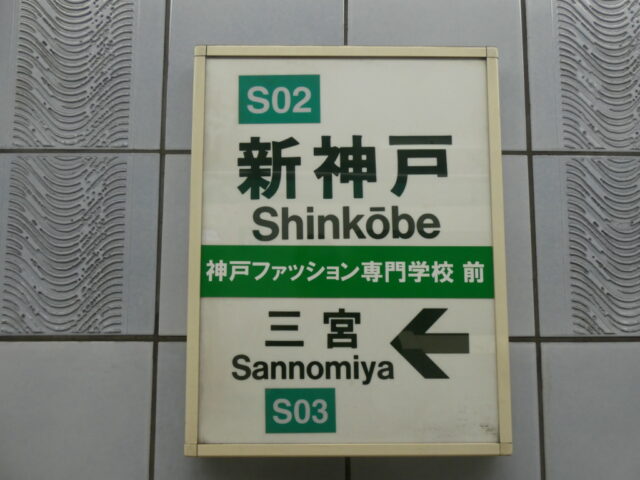 S02
新神戸
Shinkōbe
神戸ファッション専門学校 前
三宮
Sannomiya
S03